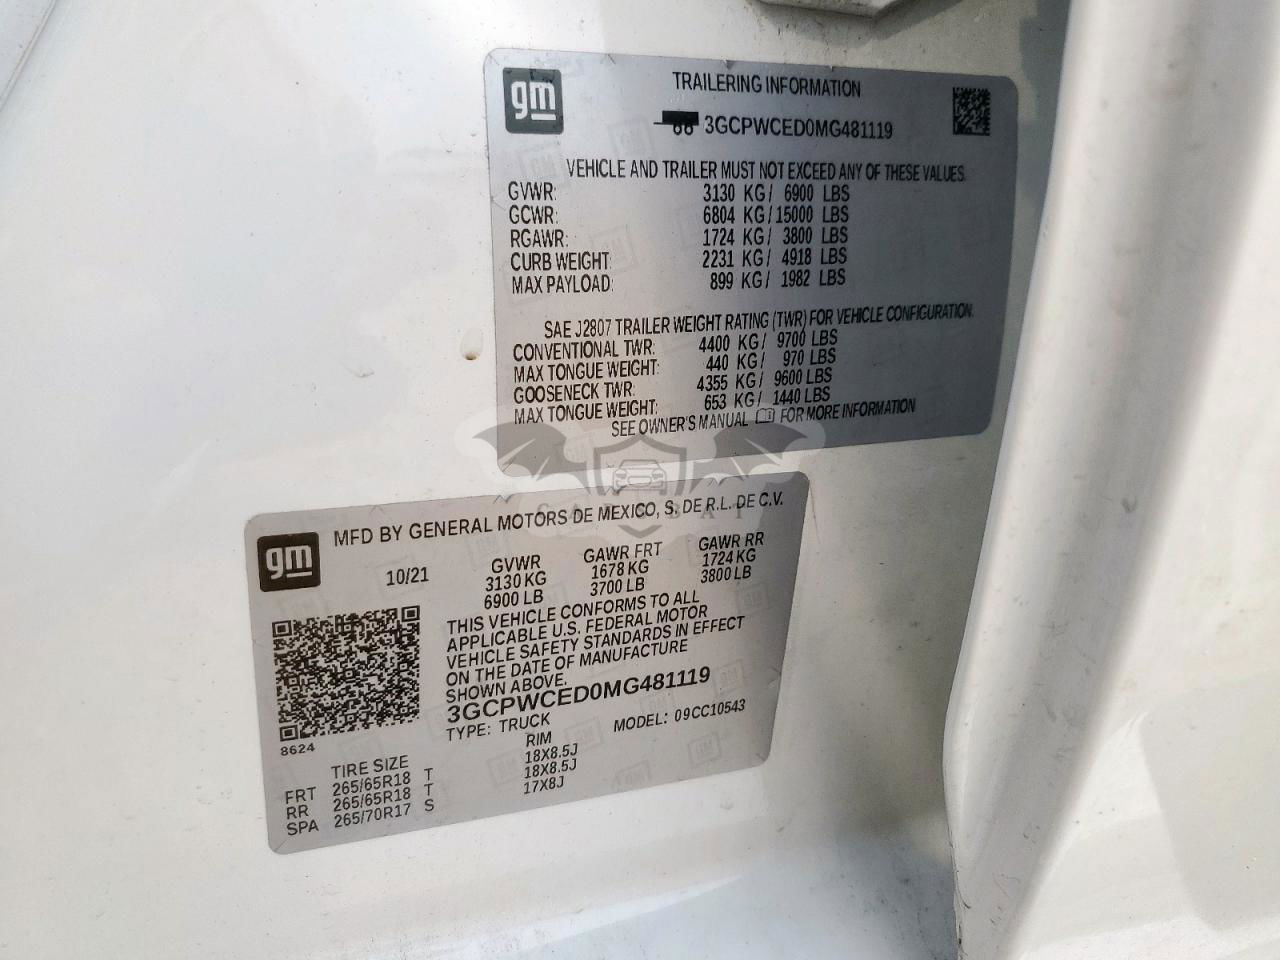 gm
TRAILERING INFORMATION
3GCPWCED0MG481119
VEHICLE AND TRAILER MUST NOT EXCEED ANY OF THESE VALUES.
GVWR: 3130 KG/ 6900 LBS
GCWR: 6804 KG/15000 LBS
RGAWR: 1724 KG/ 3800 LBS
CURB WEIGHT: 2231 KG/ 4918 LBS
MAX PAYLOAD: 899 KG/ 1982 LBS
SAE J2807 TRAILER WEIGHT RATING (TWR) FOR VEHICLE CONFIGURATION.
CONVENTIONAL TWR: 4400 KG/ 9700 LBS
MAX TONGUE WEIGHT: 440 KG/ 970 LBS
GOOSENECK TWR: 4355 KG/ 9600 LBS
MAX TONGUE WEIGHT: 653 KG/ 1440 LBS
SEE OWNER'S MANUAL FOR MORE INFORMATION
gm
MFD BY GENERAL MOTORS DE MEXICO, S. DE R.L. DE C.V.
10/21 GVWR GAWR FRT GAWR RR
3130 KG 1678 KG 1724 KG
6900 LB 3700 LB 3800 LB
THIS VEHICLE CONFORMS TO ALL
APPLICABLE U.S. FEDERAL MOTOR
VEHICLE SAFETY STANDARDS IN EFFECT
ON THE DATE OF MANUFACTURE
SHOWN ABOVE.
3GCPWCED0MG481119
TYPE: TRUCK MODEL: 09CC10543
8624
TIRE SIZE RIM
FRT 265/65R18 T 18X8.5J
RR 265/65R18 T 18X8.5J
SPA 265/70R17 S 17X8J